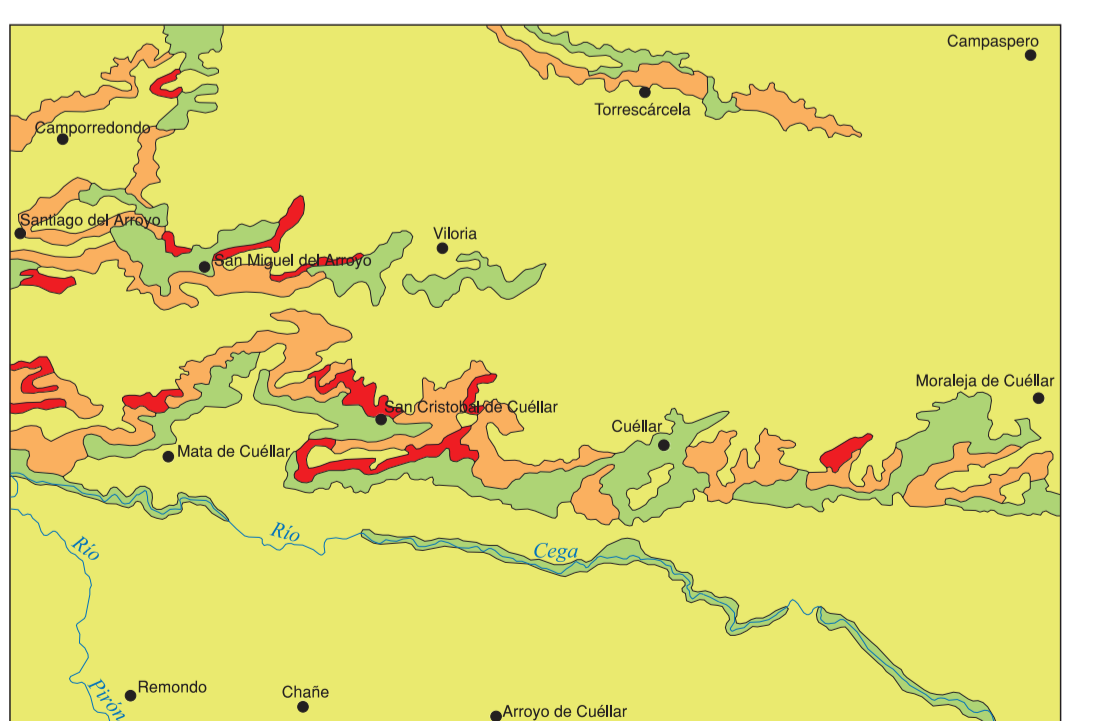 Campaspero
Torrescárcela
Camporredondo
Santiago del Arroyo
Viloria
San Miguel del Arroyo
Moraleja de Cuéllar
San Cristobal de Cuéllar
Cuéllar
Mata de Cuéllar
Río
Cega
Río
Pirón
Remondo
Chañe
Arroyo de Cuéllar